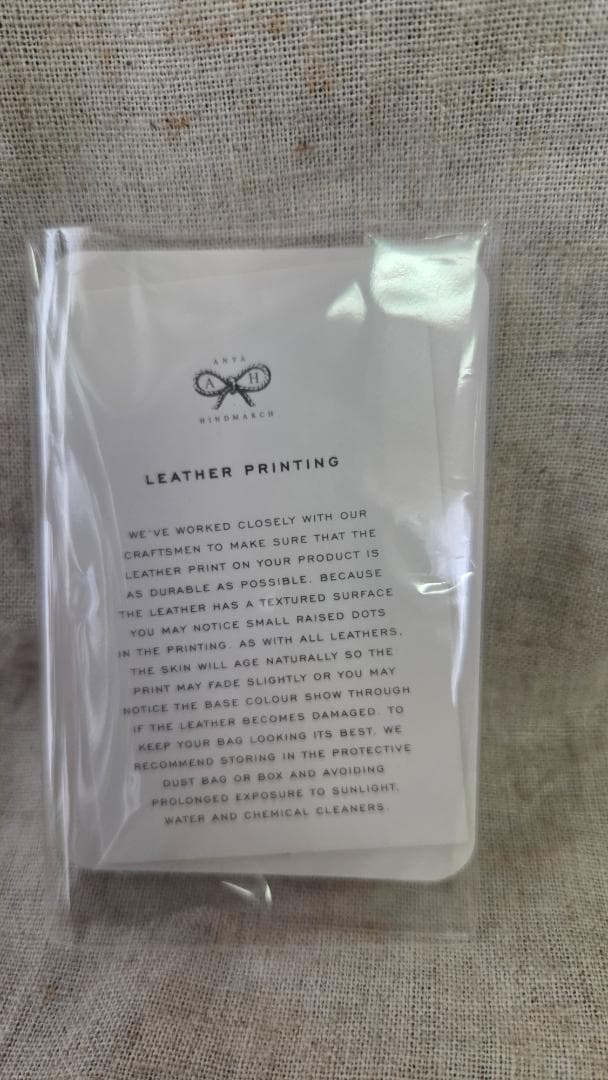 ANYA
A H
HINDMARCH
LEATHER PRINTING
WE'VE WORKED CLOSELY WITH OUR
CRAFTSMEN TO MAKE SURE THAT THE
LEATHER PRINT ON YOUR PRODUCT IS
AS DURABLE AS POSSIBLE. BECAUSE
THE LEATHER HAS A TEXTURED SURFACE
YOU MAY NOTICE SMALL RAISED DOTS
IN THE PRINTING. AS WITH ALL LEATHERS,
THE SKIN WILL AGE NATURALLY SO THE
PRINT MAY FADE SLIGHTLY OR YOU MAY
NOTICE THE BASE COLOUR SHOW THROUGH
IF THE LEATHER BECOMES DAMAGED. TO
KEEP YOUR BAG LOOKING ITS BEST, WE
RECOMMEND STORING IN THE PROTECTIVE
DUST BAG OR BOX AND AVOIDING
PROLONGED EXPOSURE TO SUNLIGHT,
WATER AND CHEMICAL CLEANERS.